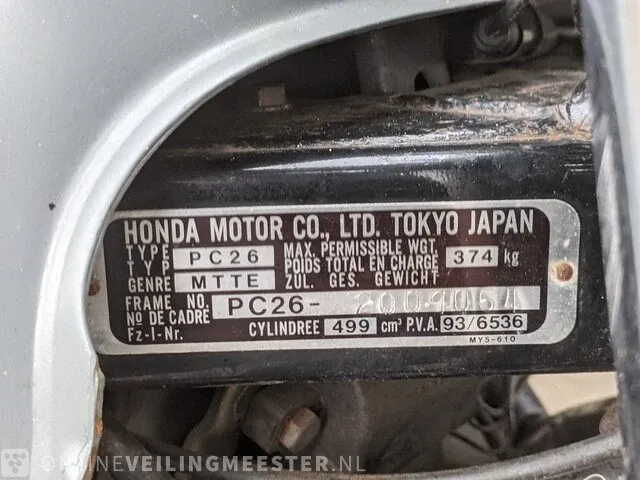 HONDA MOTOR CO., LTD. TOKYO JAPAN
TYPE PC26 MAX. PERMISSIBLE WGT.
TYP POIDS TOTAL EN CHARGE 374 kg
GENRE MTTE ZUL. GES. GEWICHT
FRAME NO. PC26-
Nº DE CADRE
Fz-I-Nr. CYLINDREE 499 cm³ P.V.A. 93/6536
MY5-610
ONLINEVEILINGMEESTER.NL